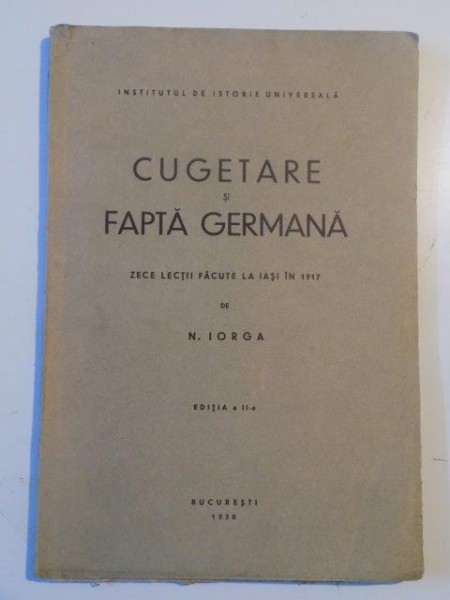 INSTITUTUL DE ISTORIE UNIVERSALĂ
CUGETARE
ȘI
FAPTĂ GERMANĂ
ZECE LECȚII FĂCUTE LA IAȘI ÎN 1917
DE
N. IORGA
EDIȚIA a II-a
BUCUREȘTI
1938